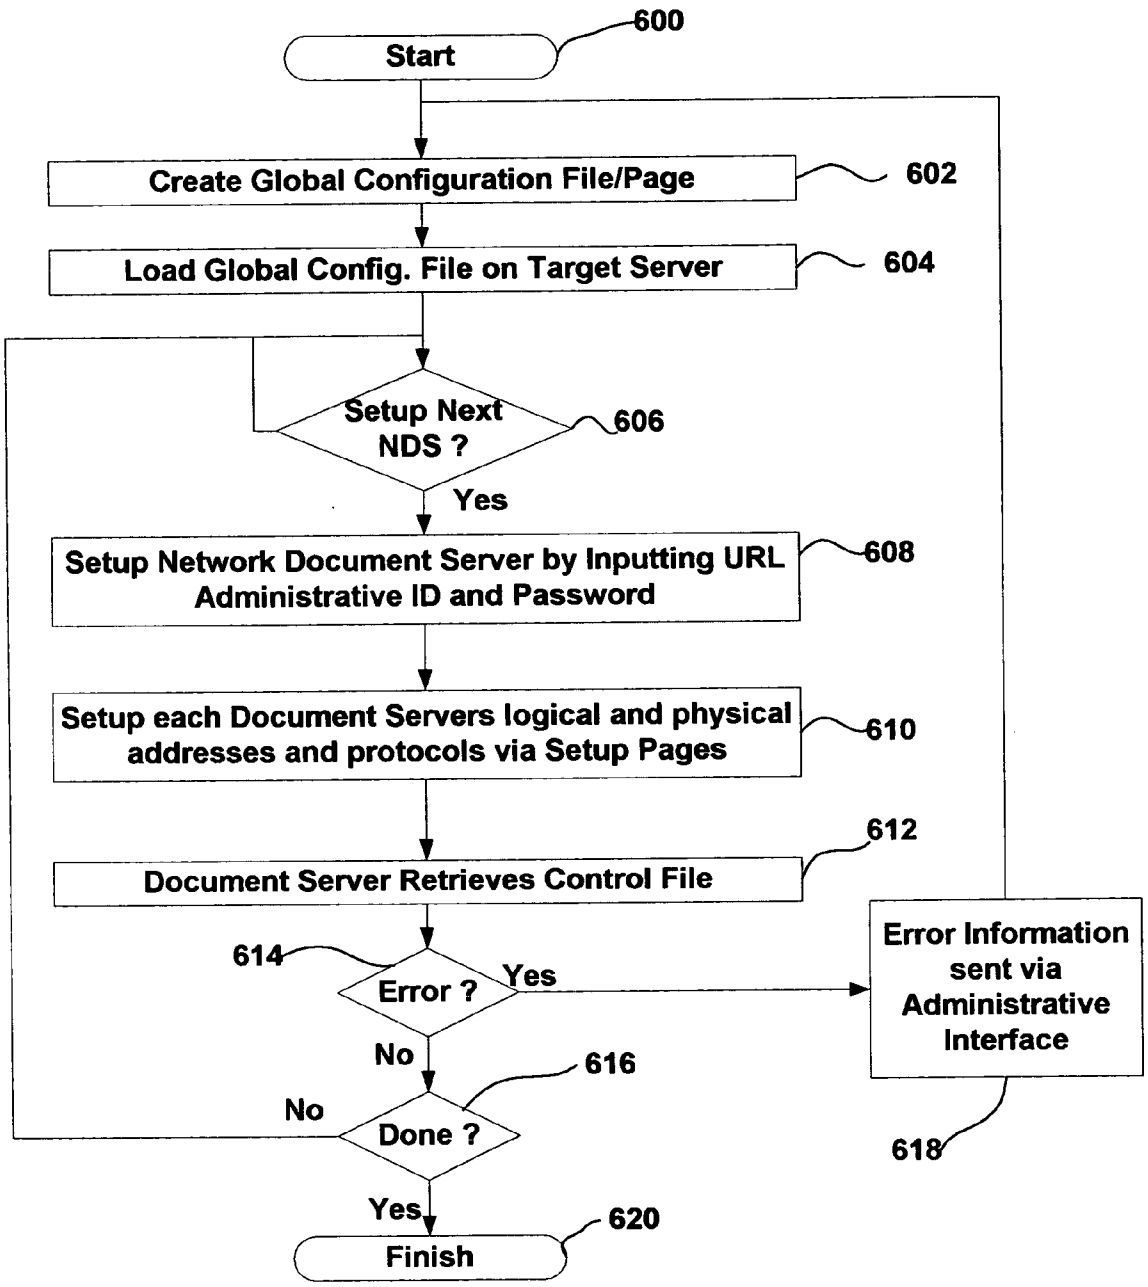 600
Start
Create Global Configuration File/Page
602
Load Global Config. File on Target Server
604
Setup Next
NDS ?
606
Yes
Setup Network Document Server by Inputting URL
Administrative ID and Password
608
Setup each Document Servers logical and physical
addresses and protocols via Setup Pages
610
612
Document Server Retrieves Control File
614
Error ?
Yes
Error Information
sent via
Administrative
Interface
No
616
618
No
Done ?
Yes
620
Finish